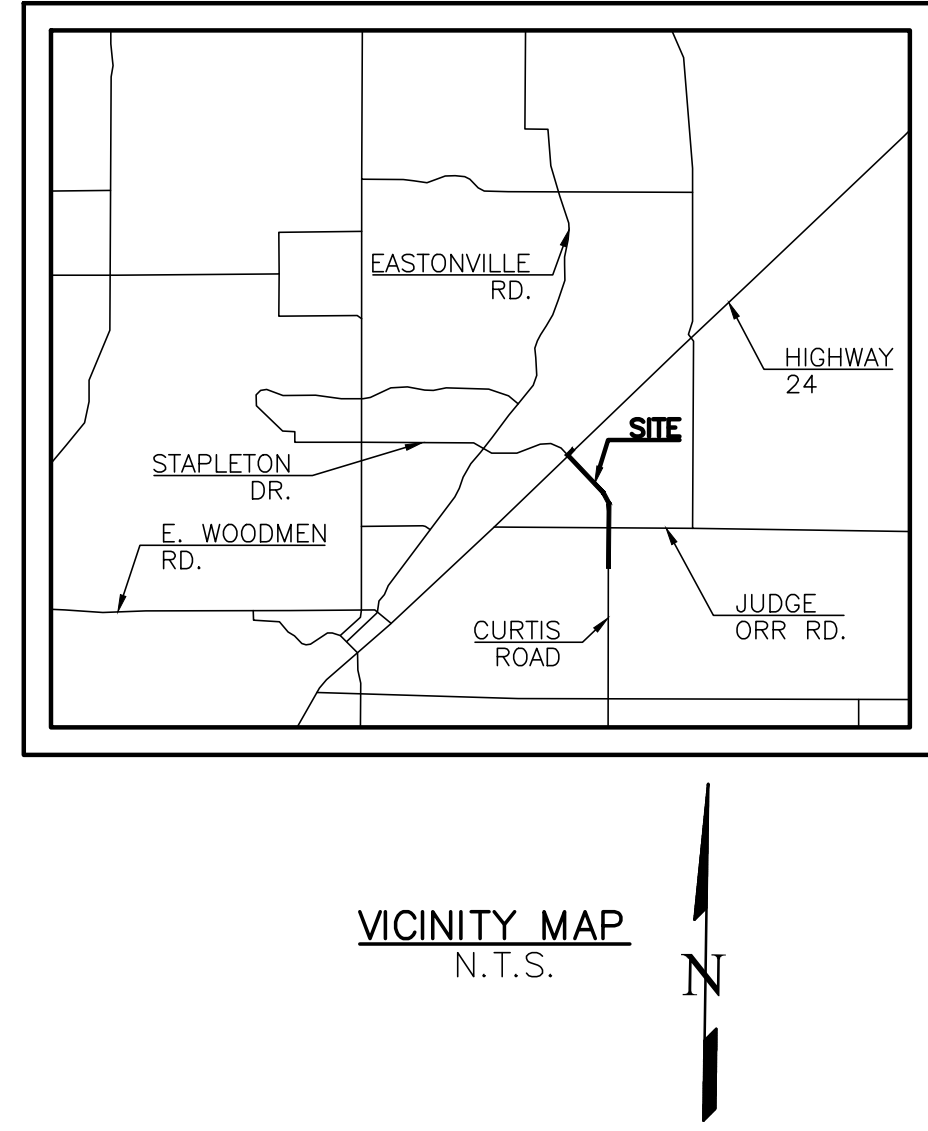 EASTONVILLE
RD.
HIGHWAY
24
SITE
STAPLETON
DR.
E. WOODMEN
RD.
JUDGE
ORR RD.
CURTIS
ROAD
VICINITY MAP
N.T.S.
N